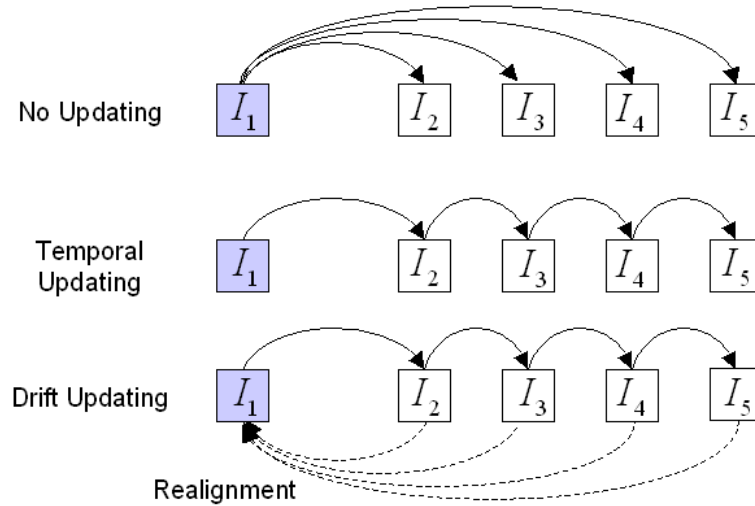 No Updating I₁ I₂ I₃ I₄ I₅
Temporal
Updating I₁ I₂ I₃ I₄ I₅
Drift Updating I₁ I₂ I₃ I₄ I₅
Realignment